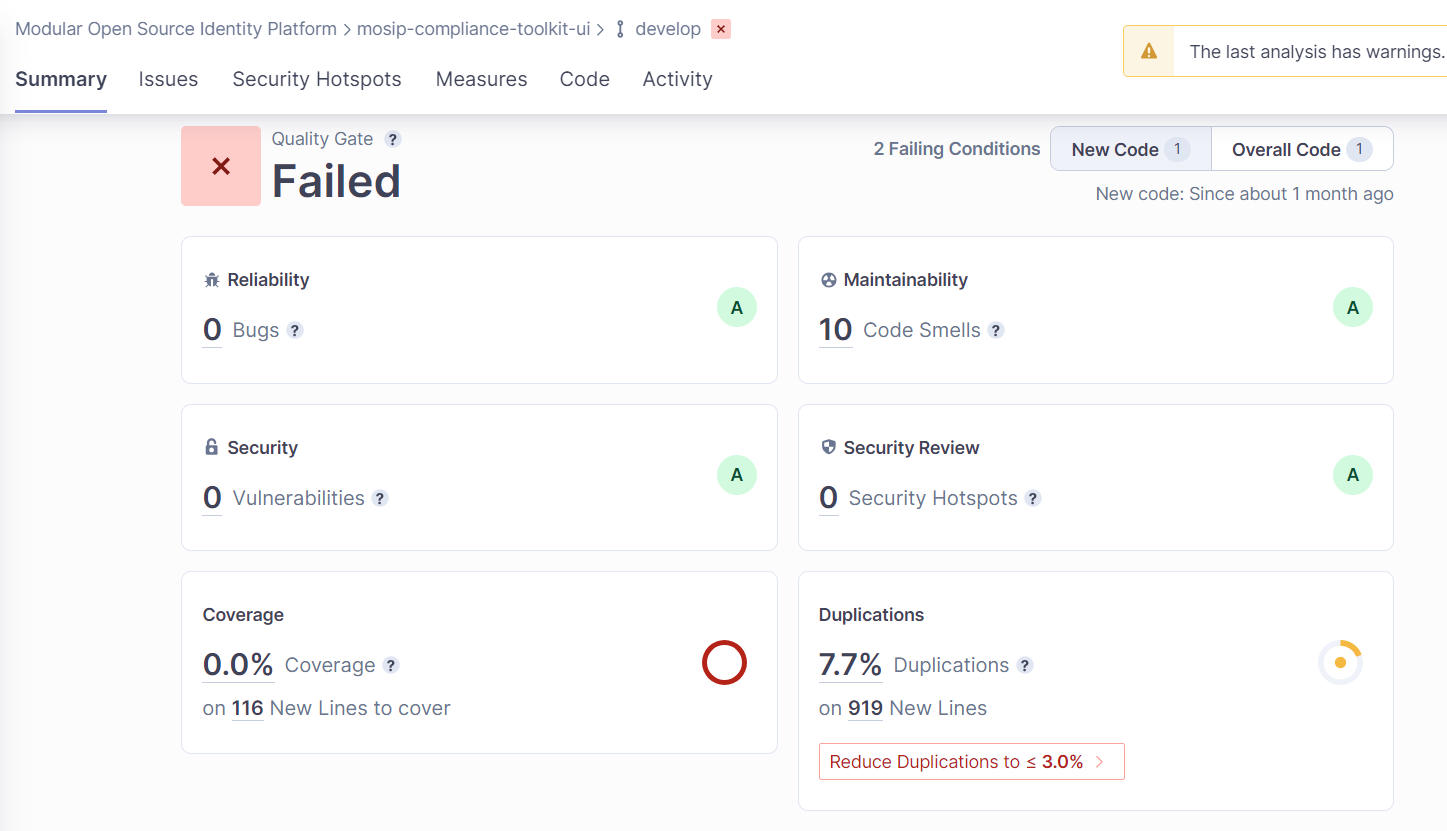 Modular Open Source Identity Platform > mosip-compliance-toolkit-ui > develop
The last analysis has warnings.
Summary Issues Security Hotspots Measures Code Activity
Quality Gate ?
Failed
2 Failing Conditions New Code 1 Overall Code 1
New code: Since about 1 month ago
Reliability
0 Bugs ?
A
Maintainability
10 Code Smells ?
A
Security
0 Vulnerabilities ?
A
Security Review
0 Security Hotspots ?
A
Coverage
0.0% Coverage ?
on 116 New Lines to cover
Duplications
7.7% Duplications ?
on 919 New Lines
Reduce Duplications to ≤ 3.0% >